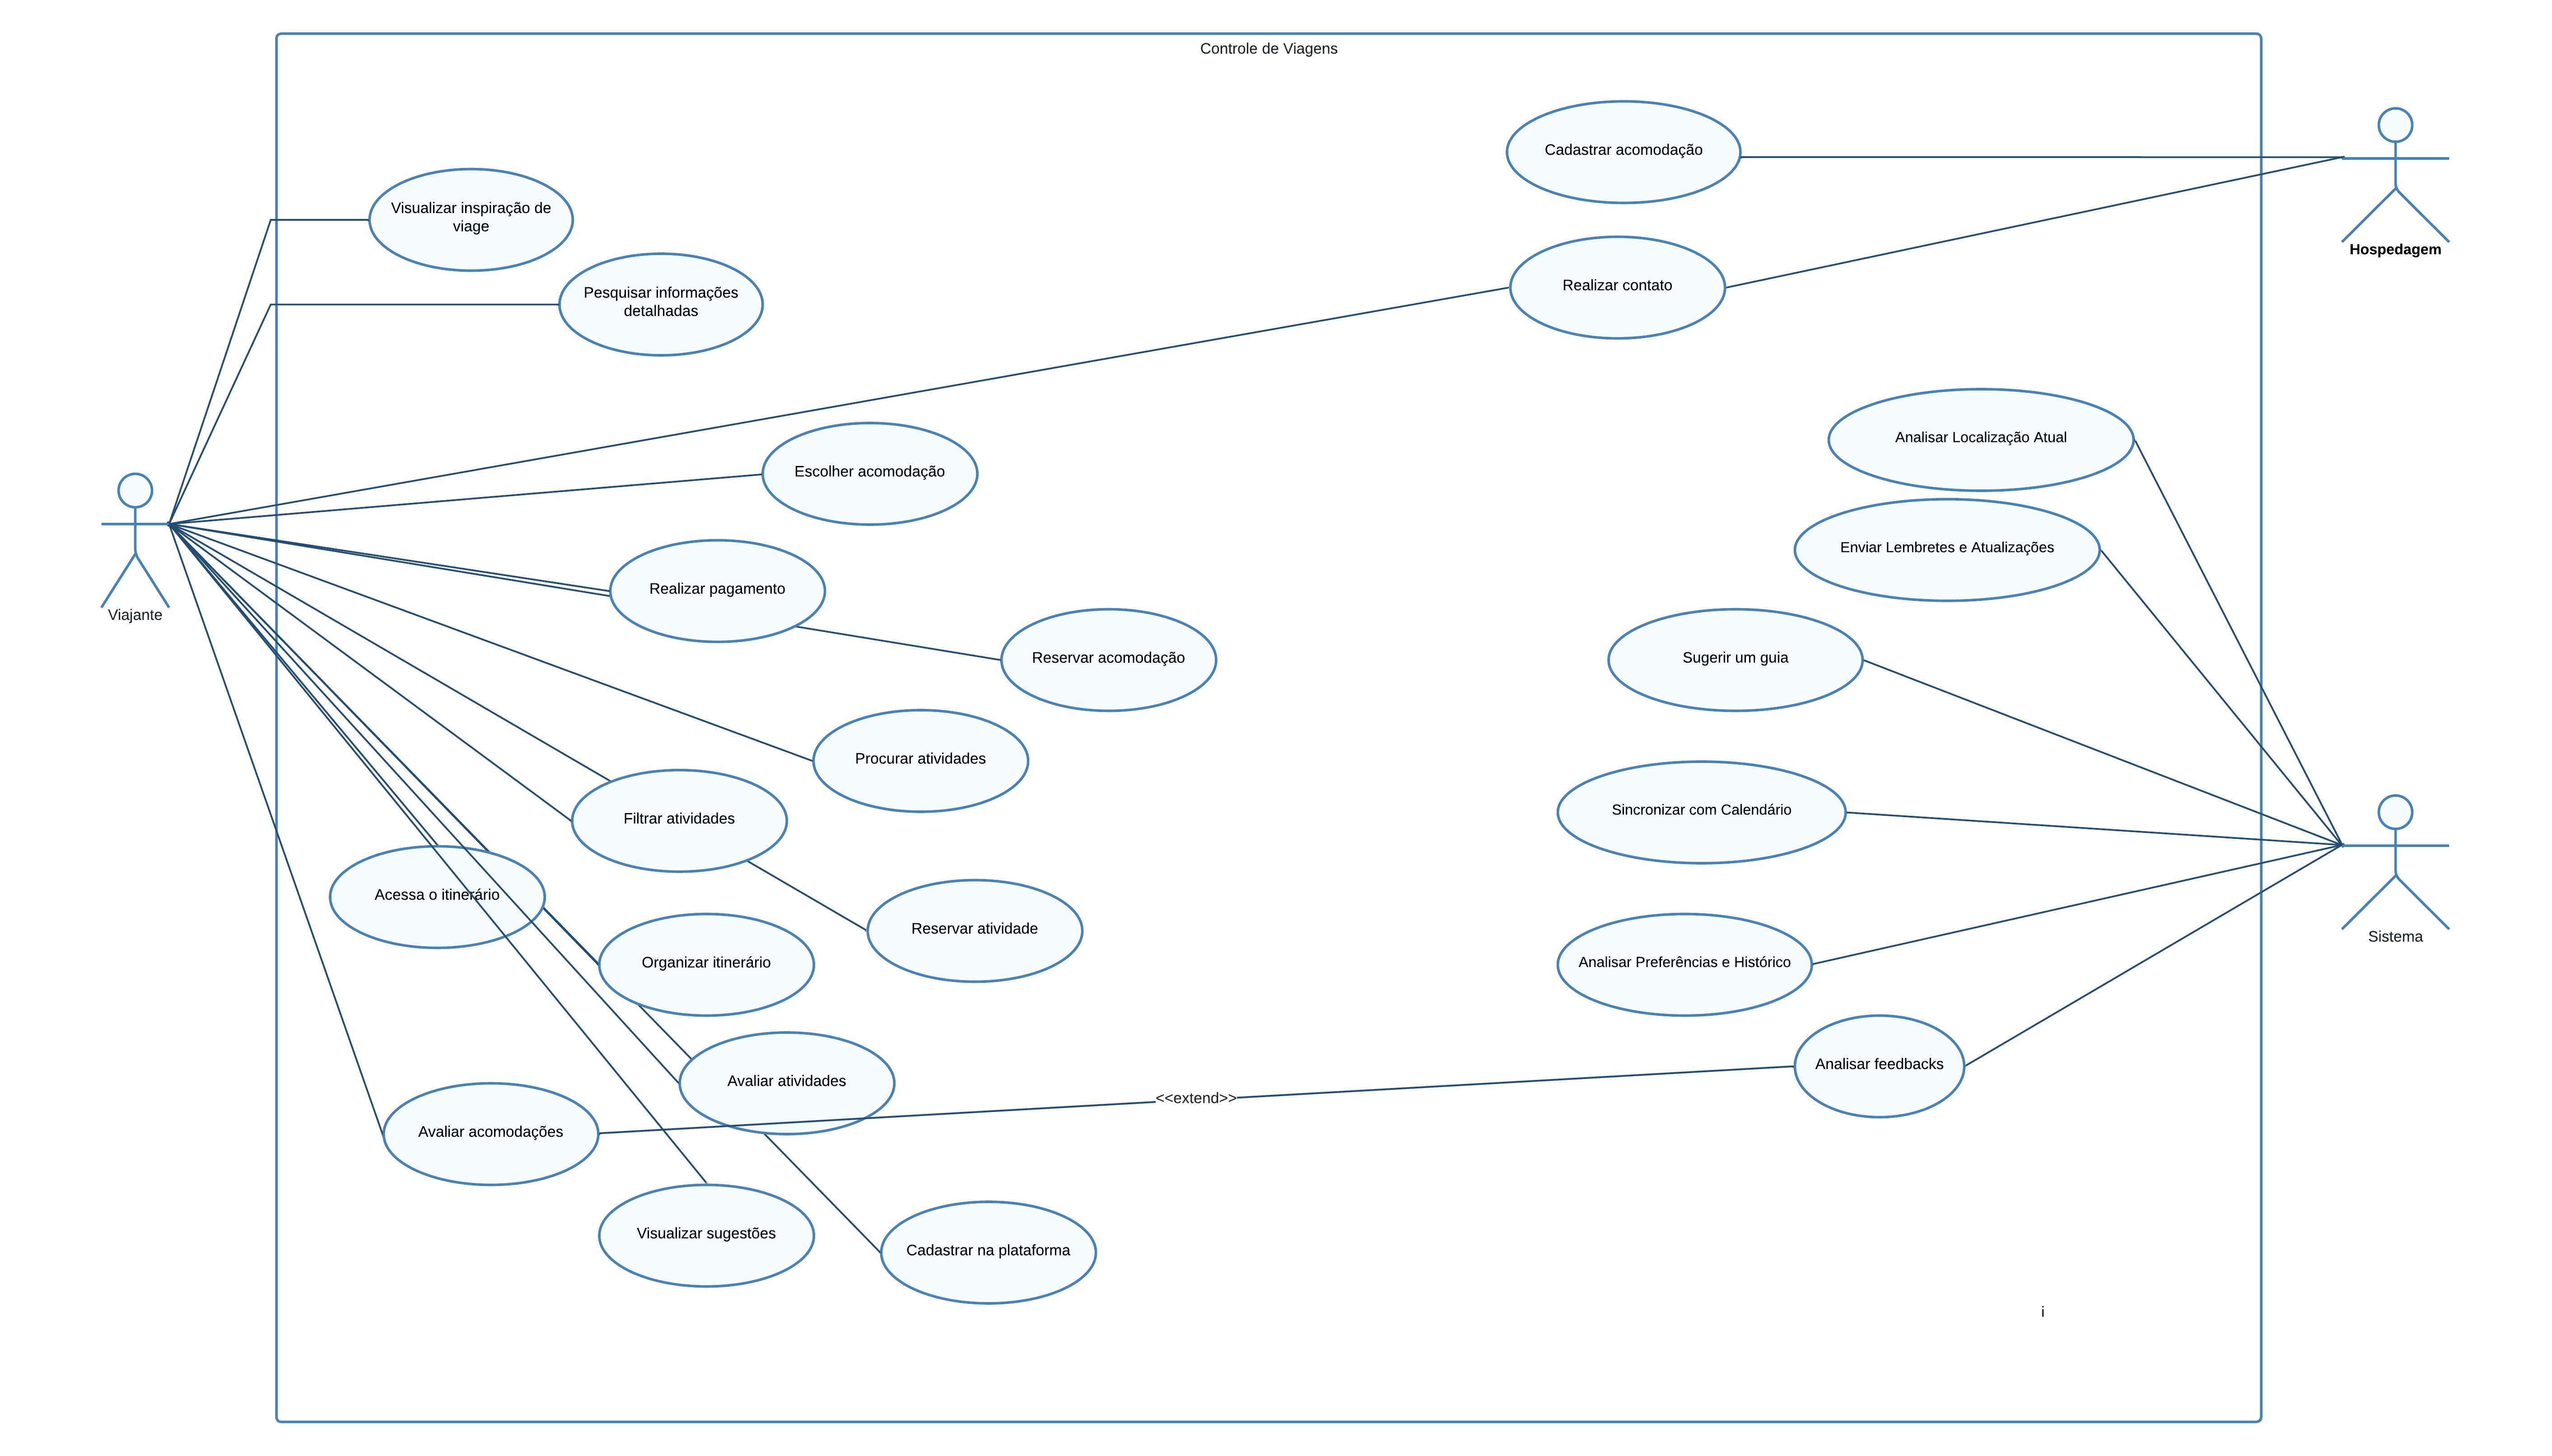 Controle de Viagens
Cadastrar acomodação
Visualizar inspiração de
viage
Hospedagem
Pesquisar informações
detalhadas
Realizar contato
Analisar Localização Atual
Escolher acomodação
Enviar Lembretes e Atualizações
Realizar pagamento
Viajante
Reservar acomodação
Sugerir um guia
Procurar atividades
Sincronizar com Calendário
Filtrar atividades
Acessa o itinerário
Reservar atividade
Sistema
Organizar itinerário
Analisar Preferências e Histórico
Analisar feedbacks
Avaliar atividades
<<extend>>
Avaliar acomodações
Visualizar sugestões
Cadastrar na plataforma
i